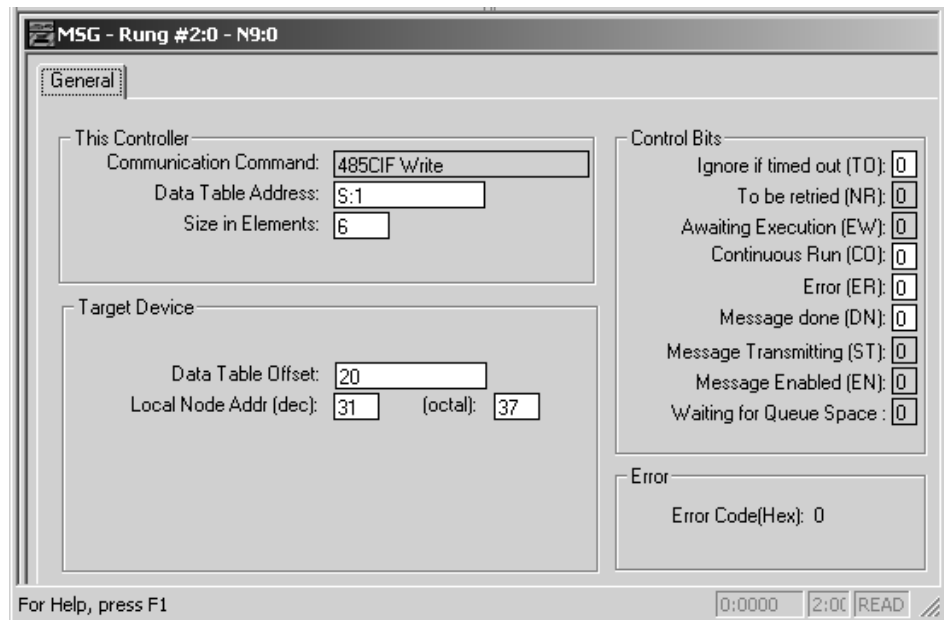 MSG - Rung #2:0 - N9:0
General
This Controller
Communication Command: 485CIF Write
Data Table Address: S:1
Size in Elements: 6
Target Device
Data Table Offset: 20
Local Node Addr (dec): 31 (octal): 37
Control Bits
Ignore if timed out (TO): 0
To be retried (NR): 0
Awaiting Execution (EW): 0
Continuous Run (CO): 0
Error (ER): 0
Message done (DN): 0
Message Transmitting (ST): 0
Message Enabled (EN): 0
Waiting for Queue Space : 0
Error
Error Code(Hex): 0
For Help, press F1
0:0000 READ